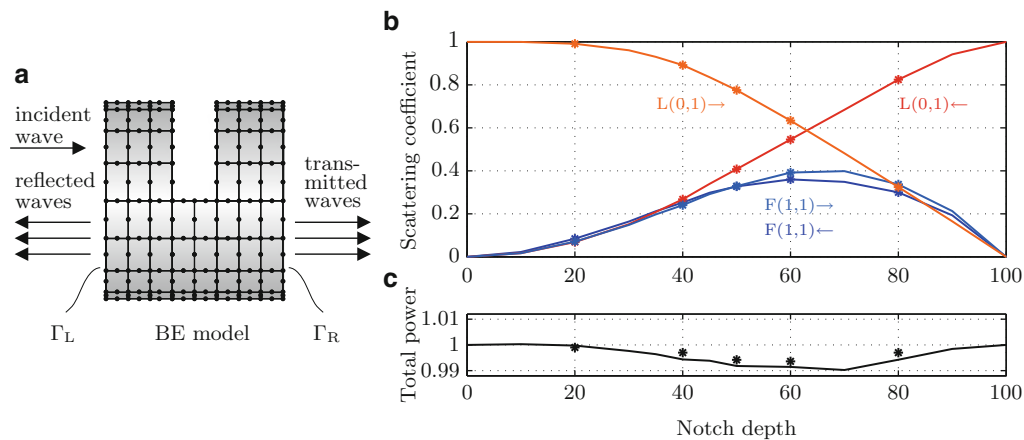 a
incident
wave
reflected
waves
trans-
mitted
waves
Γ_L
BE model
Γ_R
b
Scattering coefficient
1
0.8
0.6
0.4
0.2
0
L(0,1)→
L(0,1)←
F(1,1)→
F(1,1)←
0 20 40 60 80 100
c
Total power
1.01
1
0.99
0 20 40 60 80 100
Notch depth